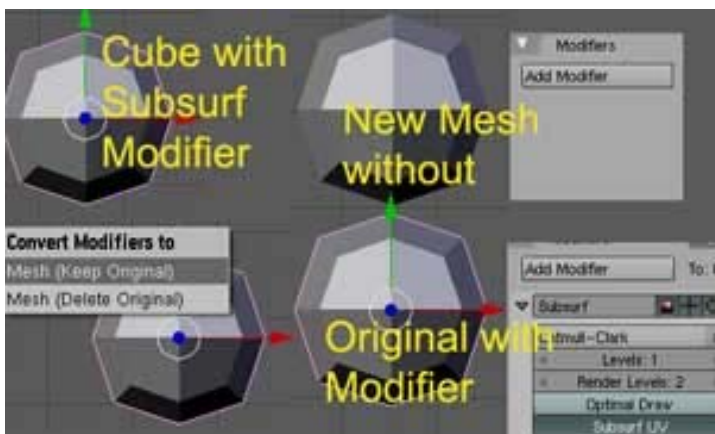 Cube with
Subsurf
Modifier
New Mesh
without
Modifiers
Add Modifier
Convert Modifiers to
Mesh (Keep Original)
Mesh (Delete Original)
Original with
Modifier
Add Modifier
To:
Subsurf
Levels: 1
Render Levels: 2
Optimal Draw
Subsurf UV